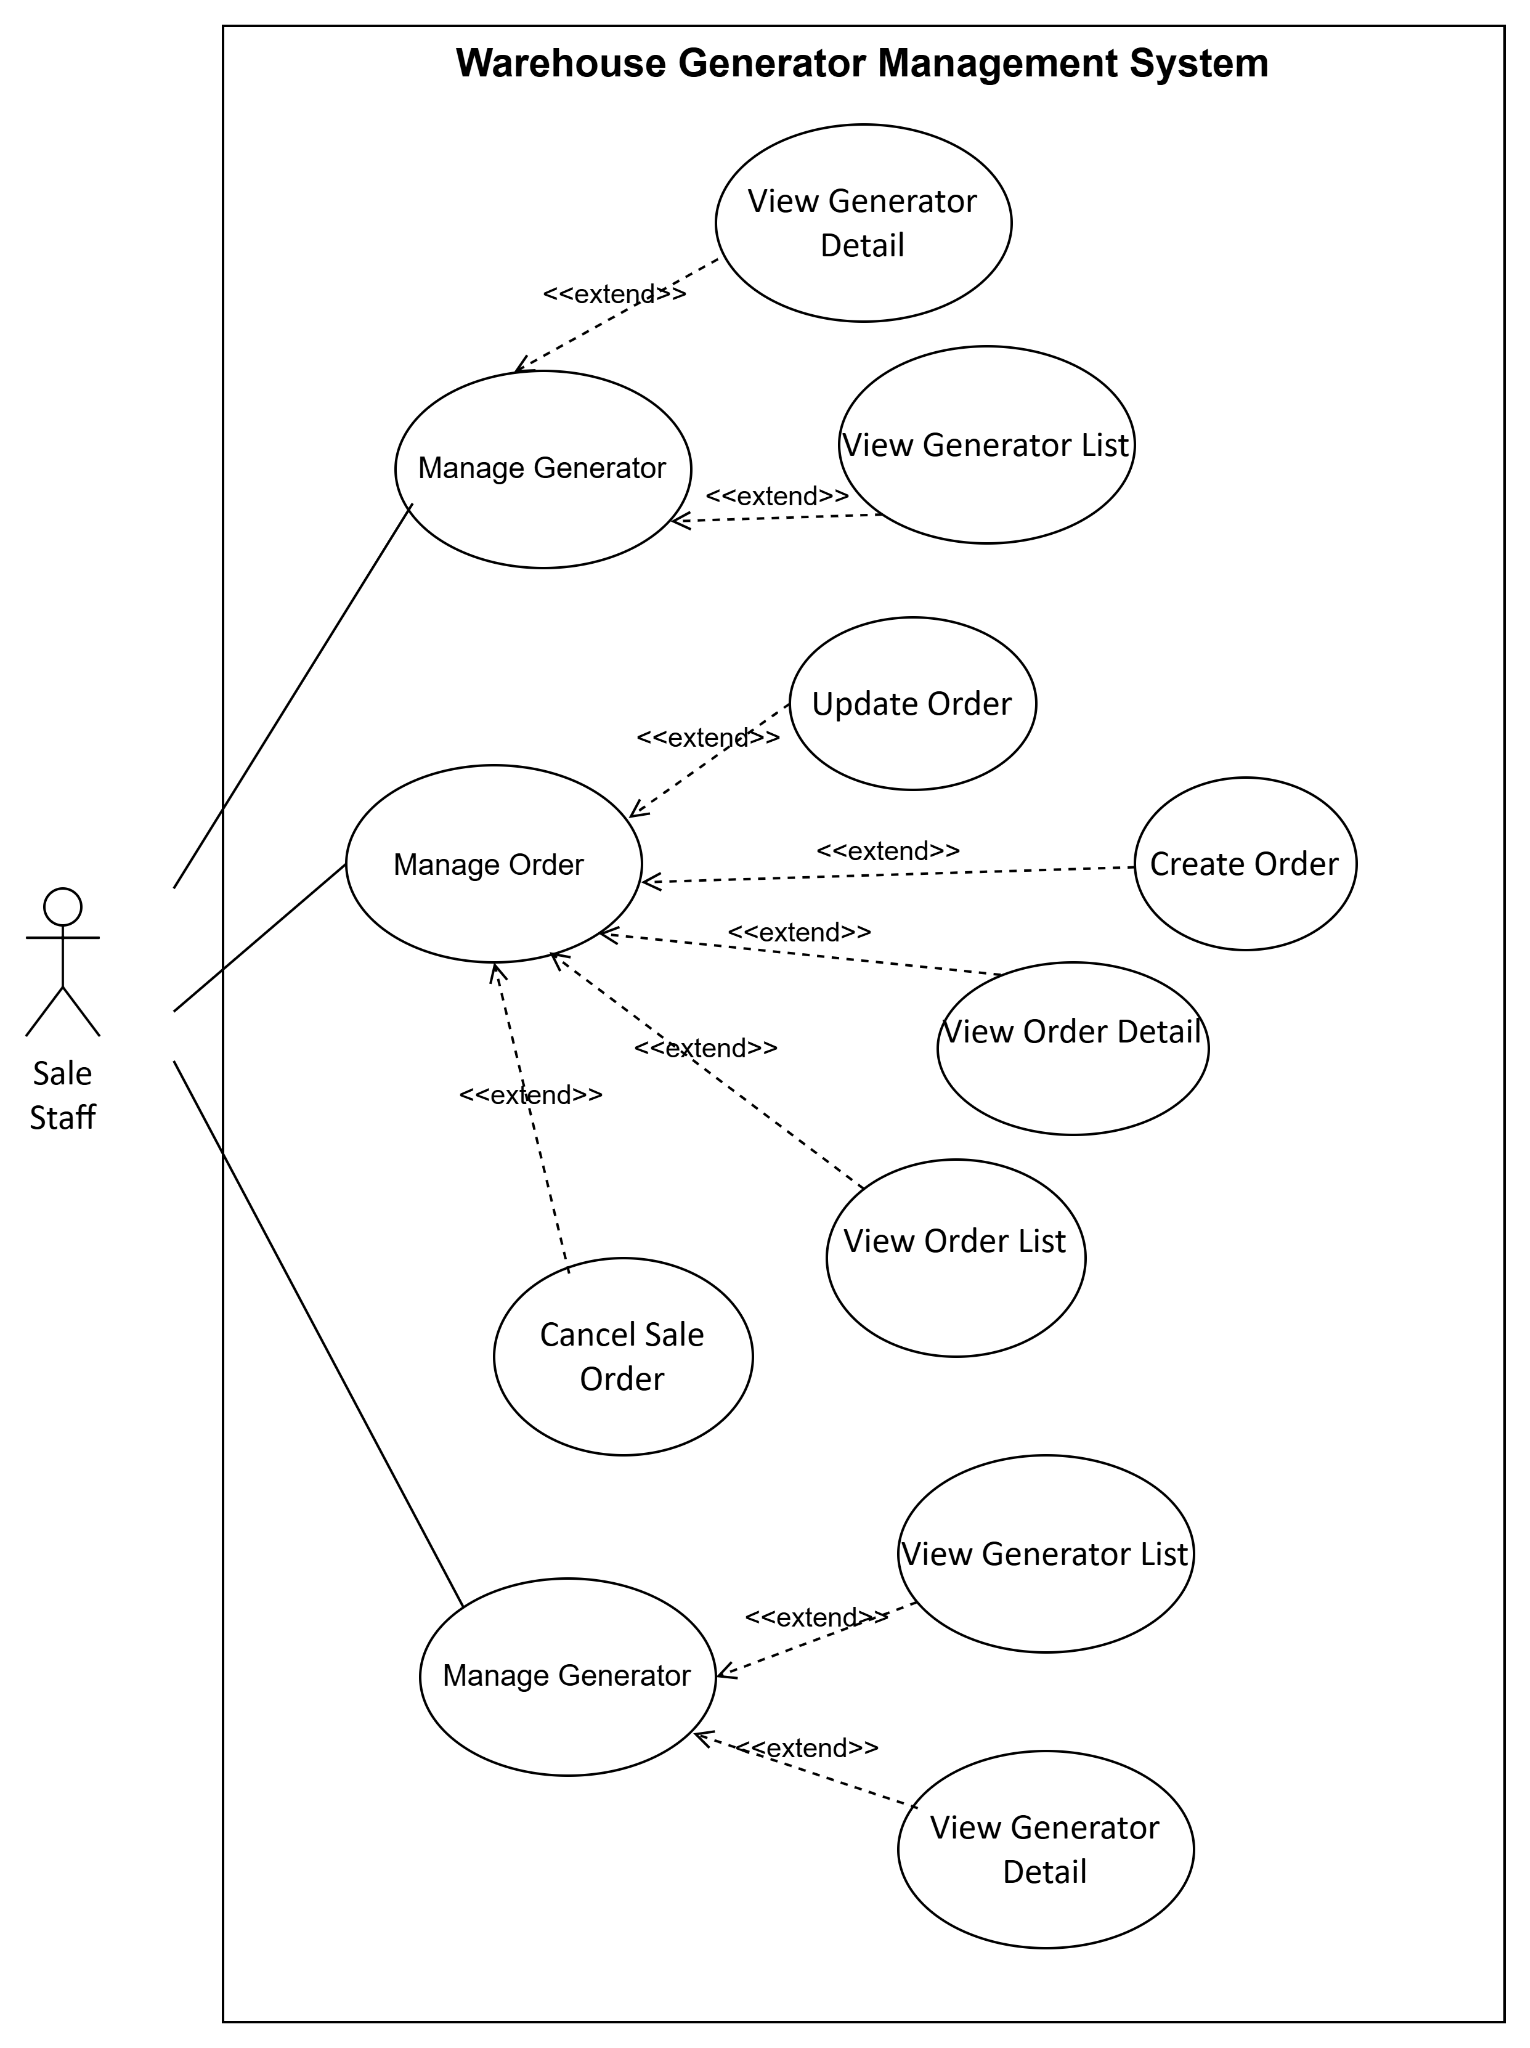 Warehouse Generator Management System
View Generator
Detail
<<extend>>
View Generator List
Manage Generator
<<extend>>
Update Order
<<extend>>
<<extend>>
Create Order
Manage Order
<<extend>>
View Order Detail
<<extend>>
Sale
Staff
<<extend>>
View Order List
Cancel Sale
Order
View Generator List
<<extend>>
Manage Generator
<<extend>>
View Generator
Detail